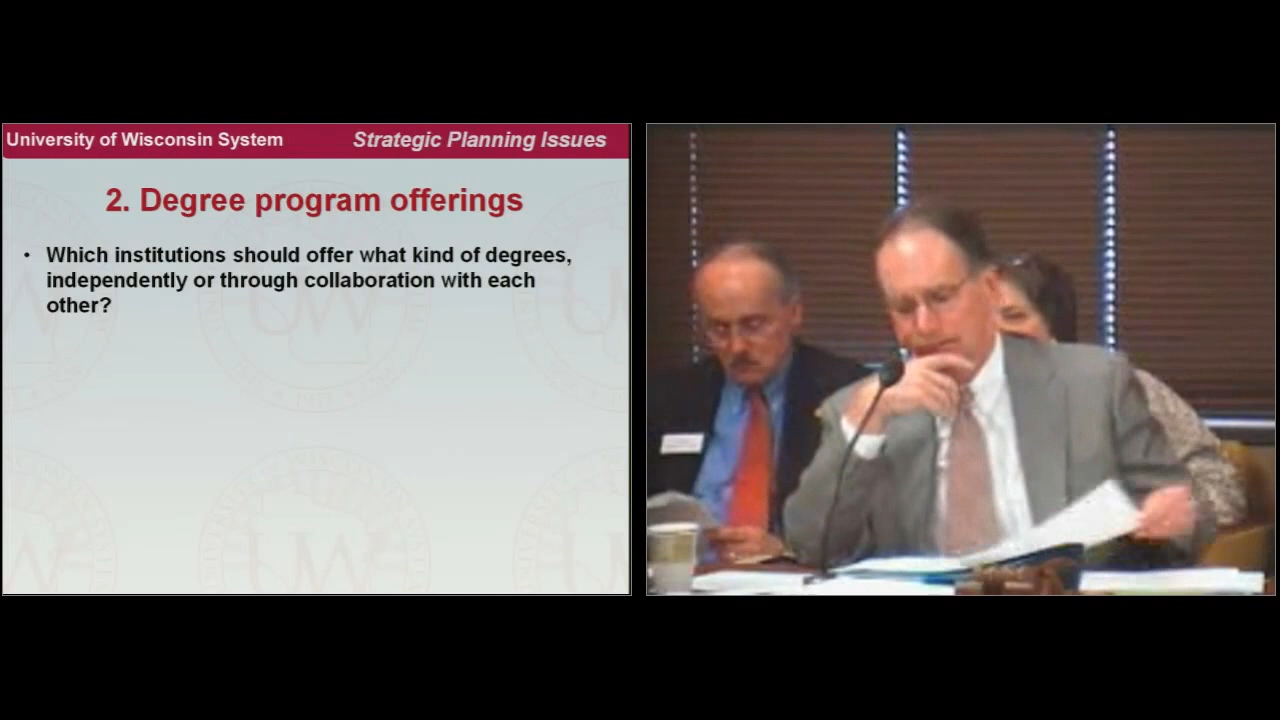 University of Wisconsin System Strategic Planning Issues
2. Degree program offerings
• Which institutions should offer what kind of degrees,
independently or through collaboration with each
other?